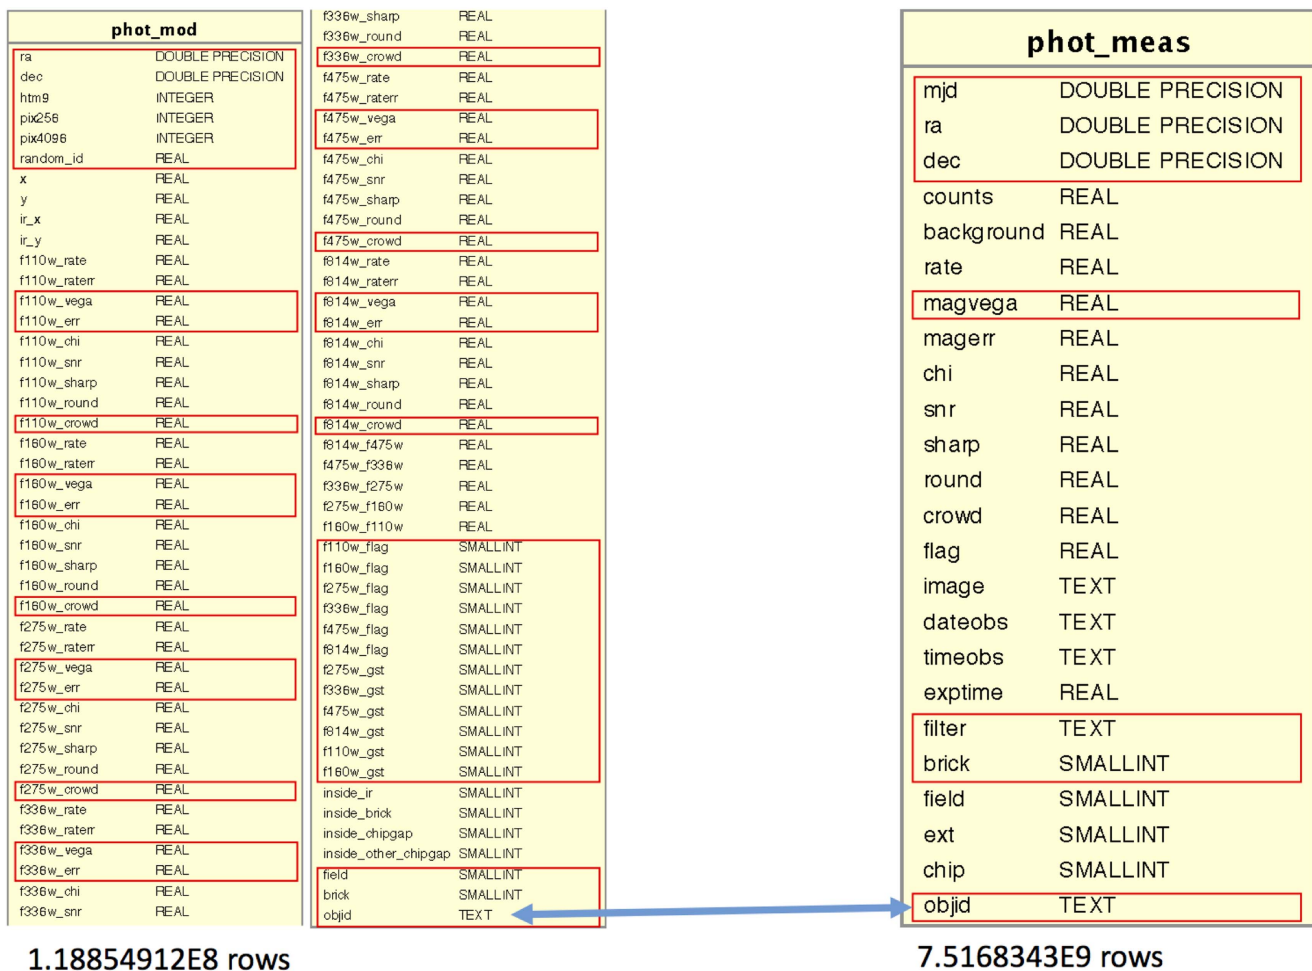 phot_mod
ra DOUBLE PRECISION
dec DOUBLE PRECISION
htm9 INTEGER
pix256 INTEGER
pix4096 INTEGER
random_id REAL
x REAL
y REAL
ir_x REAL
ir_y REAL
f110w_rate REAL
f110w_raterr REAL
f110w_vega REAL
f110w_err REAL
f110w_chi REAL
f110w_snr REAL
f110w_sharp REAL
f110w_round REAL
f110w_crowd REAL
f160w_rate REAL
f160w_raterr REAL
f160w_vega REAL
f160w_err REAL
f160w_chi REAL
f160w_snr REAL
f160w_sharp REAL
f160w_round REAL
f160w_crowd REAL
f275w_rate REAL
f275w_raterr REAL
f275w_vega REAL
f275w_err REAL
f275w_chi REAL
f275w_snr REAL
f275w_sharp REAL
f275w_round REAL
f275w_crowd REAL
f336w_rate REAL
f336w_raterr REAL
f336w_vega REAL
f336w_err REAL
f336w_chi REAL
f336w_snr REAL
f336w_sharp REAL
f336w_round REAL
f336w_crowd REAL
f475w_rate REAL
f475w_raterr REAL
f475w_vega REAL
f475w_err REAL
f475w_chi REAL
f475w_snr REAL
f475w_sharp REAL
f475w_round REAL
f475w_crowd REAL
f814w_rate REAL
f814w_raterr REAL
f814w_vega REAL
f814w_err REAL
f814w_chi REAL
f814w_snr REAL
f814w_sharp REAL
f814w_round REAL
f814w_crowd REAL
f814w_f475w REAL
f475w_f336w REAL
f336w_f275w REAL
f275w_f160w REAL
f160w_f110w REAL
f110w_flag SMALLINT
f160w_flag SMALLINT
f275w_flag SMALLINT
f336w_flag SMALLINT
f475w_flag SMALLINT
f814w_flag SMALLINT
f275w_gst SMALLINT
f336w_gst SMALLINT
f475w_gst SMALLINT
f814w_gst SMALLINT
f110w_gst SMALLINT
f160w_gst SMALLINT
inside_ir SMALLINT
inside_brick SMALLINT
inside_chipgap SMALLINT
inside_other_chipgap SMALLINT
field SMALLINT
brick SMALLINT
objid TEXT
1.18854912E8 rows
phot_meas
mjd DOUBLE PRECISION
ra DOUBLE PRECISION
dec DOUBLE PRECISION
counts REAL
background REAL
rate REAL
magvega REAL
magerr REAL
chi REAL
snr REAL
sharp REAL
round REAL
crowd REAL
flag REAL
image TEXT
dateobs TEXT
timeobs TEXT
exptime REAL
filter TEXT
brick SMALLINT
field SMALLINT
ext SMALLINT
chip SMALLINT
objid TEXT
7.5168343E9 rows